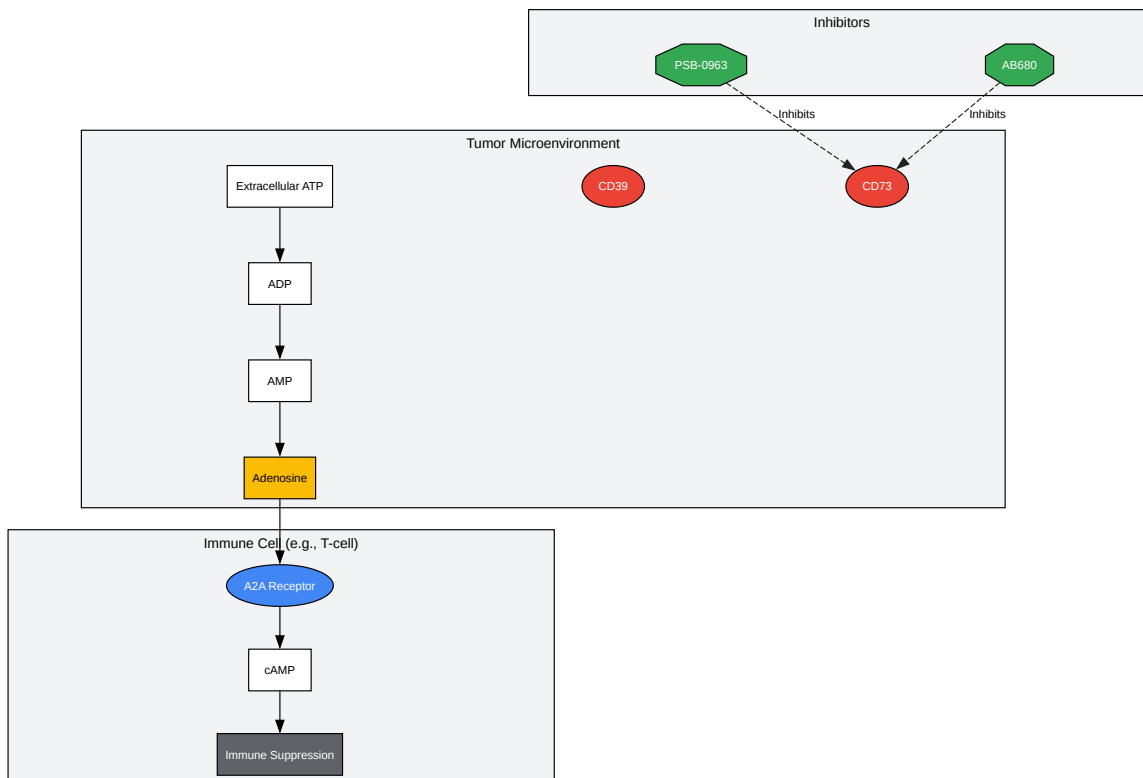 Inhibitors
PSB-0963
AB680
Inhibits
Inhibits
Tumor Microenvironment
Extracellular ATP
CD39
CD73
ADP
AMP
Adenosine
Immune Cell (e.g., T-cell)
A2A Receptor
cAMP
Immune Suppression